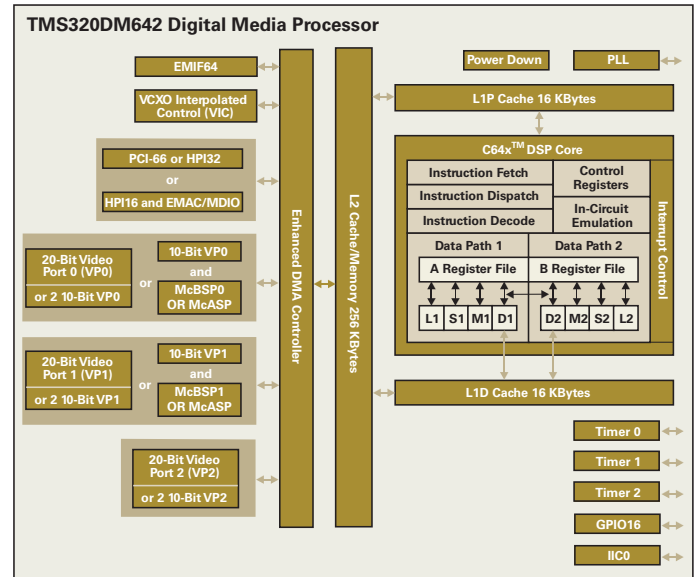 TMS320DM642 Digital Media Processor
EMIF64
VCXO Interpolated
Control (VIC)
PCI-66 or HPI32
or
HPI16 and EMAC/MDIO
20-Bit Video
Port 0 (VP0)
or 2 10-Bit VP0
or
10-Bit VP0
and
McBSP0
OR McASP
20-Bit Video
Port 1 (VP1)
or 2 10-Bit VP1
or
10-Bit VP1
and
McBSP1
OR McASP
20-Bit Video
Port 2 (VP2)
or 2 10-Bit VP2
Enhanced DMA Controller
L2 Cache/Memory 256 KBytes
Power Down
PLL
L1P Cache 16 KBytes
C64x™ DSP Core
Instruction Fetch
Instruction Dispatch
Instruction Decode
Control
Registers
In-Circuit
Emulation
Interrupt Control
Data Path 1
Data Path 2
A Register File
B Register File
L1 S1 M1 D1
D2 M2 S2 L2
L1D Cache 16 KBytes
Timer 0
Timer 1
Timer 2
GPIO16
IIC0